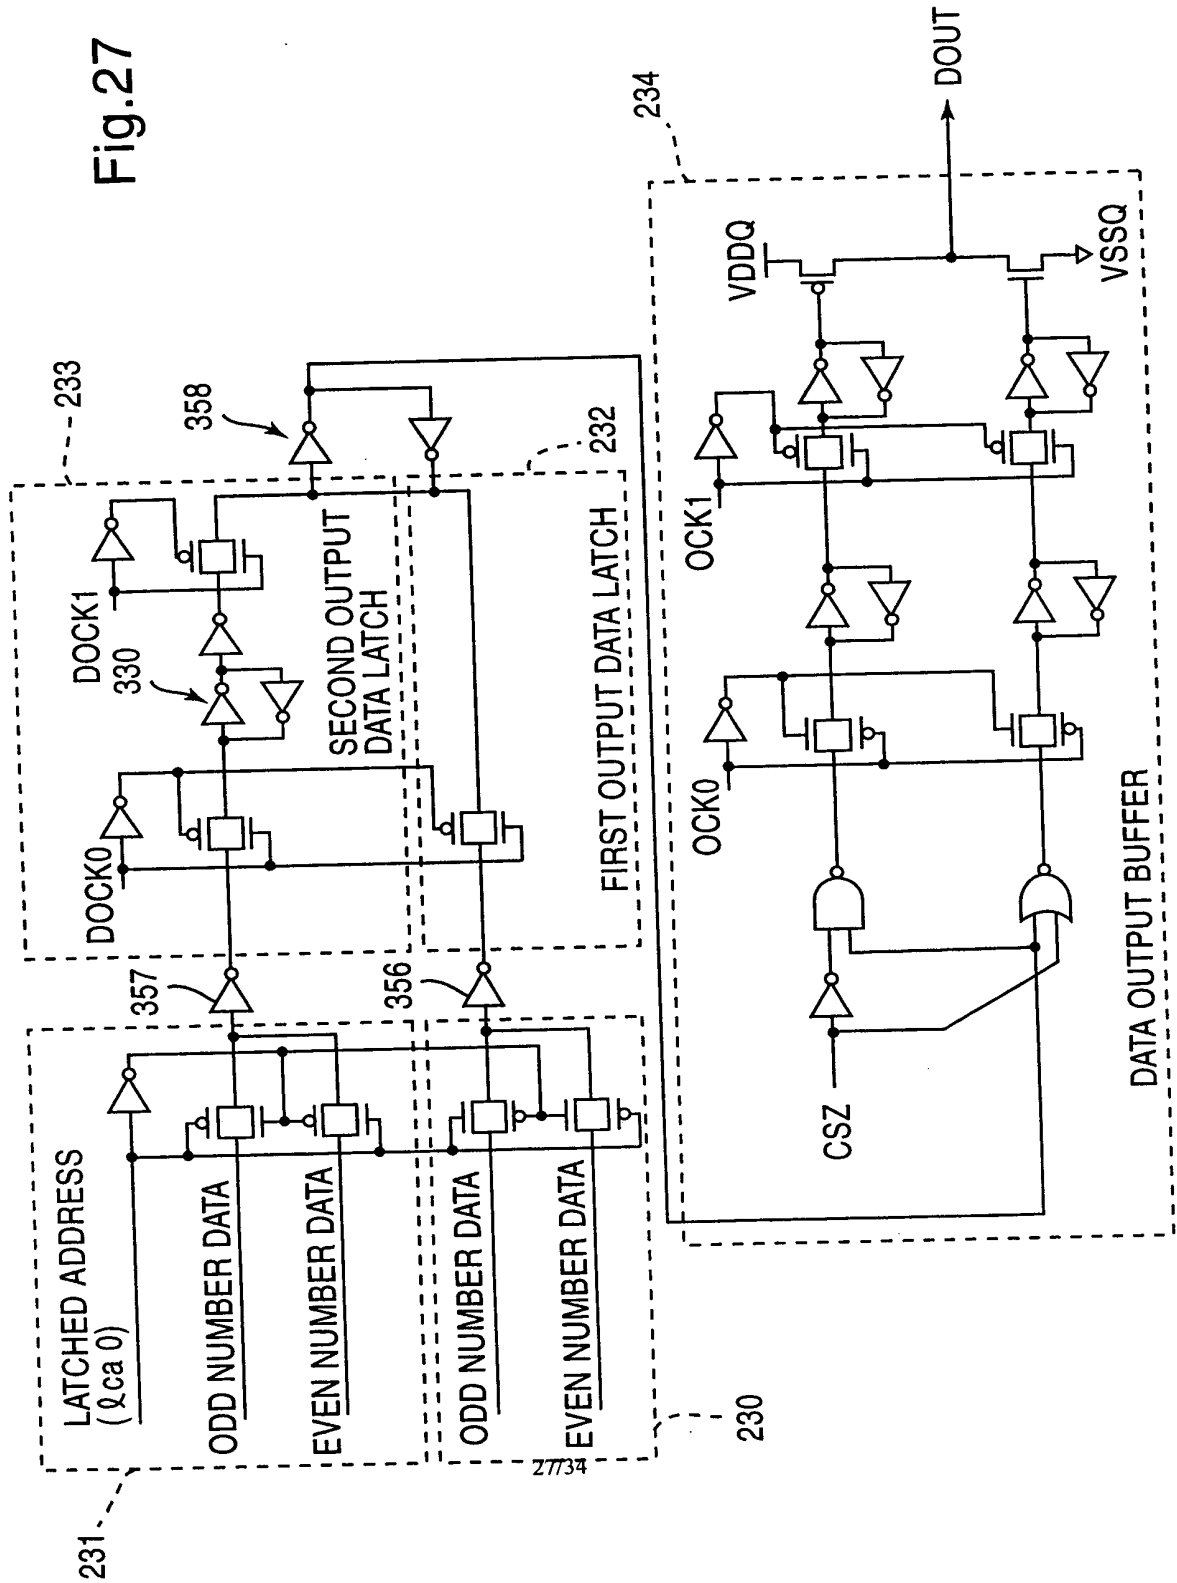 Fig.27
231
LATCHED ADDRESS
(ℓca 0)
ODD NUMBER DATA
EVEN NUMBER DATA
ODD NUMBER DATA
EVEN NUMBER DATA
230
357
356
DOCK0
330
DOCK1
233
SECOND OUTPUT
DATA LATCH
FIRST OUTPUT DATA LATCH
232
358
234
CSZ
OCK0
OCK1
VDDQ
VSSQ
DOUT
DATA OUTPUT BUFFER
27/34